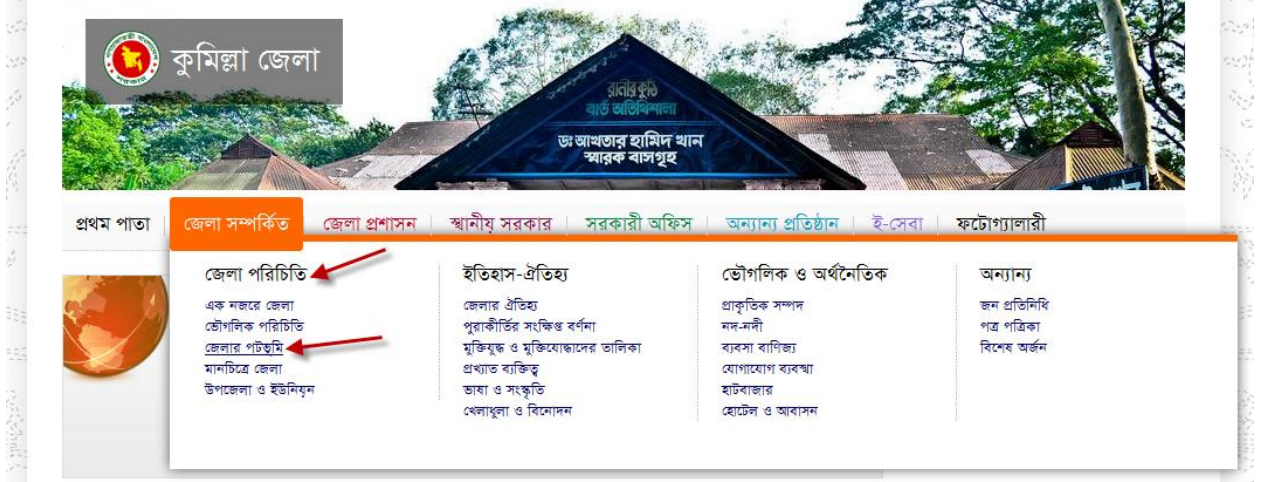 কুমিল্লা জেলা
রানীর কুঠি
বার্ড অতিথিশালা
ডঃ আখতার হামিদ খান
স্মারক বাসগৃহ
প্রথম পাতা জেলা সম্পর্কিত জেলা প্রশাসন স্থানীয় সরকার সরকারী অফিস অন্যান্য প্রতিষ্ঠান ই-সেবা ফটোগ্যালারী
জেলা পরিচিতি
এক নজরে জেলা
ভৌগলিক পরিচিতি
জেলার পটভূমি
মানচিত্রে জেলা
উপজেলা ও ইউনিয়ন
ইতিহাস-ঐতিহ্য
জেলার ঐতিহ্য
পুরাকীর্তির সংক্ষিপ্ত বর্ণনা
মুক্তিযুদ্ধ ও মুক্তিযোদ্ধাদের তালিকা
প্রখ্যাত ব্যক্তিত্ব
ভাষা ও সংস্কৃতি
খেলাধুলা ও বিনোদন
ভৌগলিক ও অর্থনৈতিক
প্রাকৃতিক সম্পদ
নদ-নদী
ব্যবসা বাণিজ্য
যোগাযোগ ব্যবস্থা
হাটবাজার
হোটেল ও আবাসন
অন্যান্য
জন প্রতিনিধি
পত্র পত্রিকা
বিশেষ অর্জন